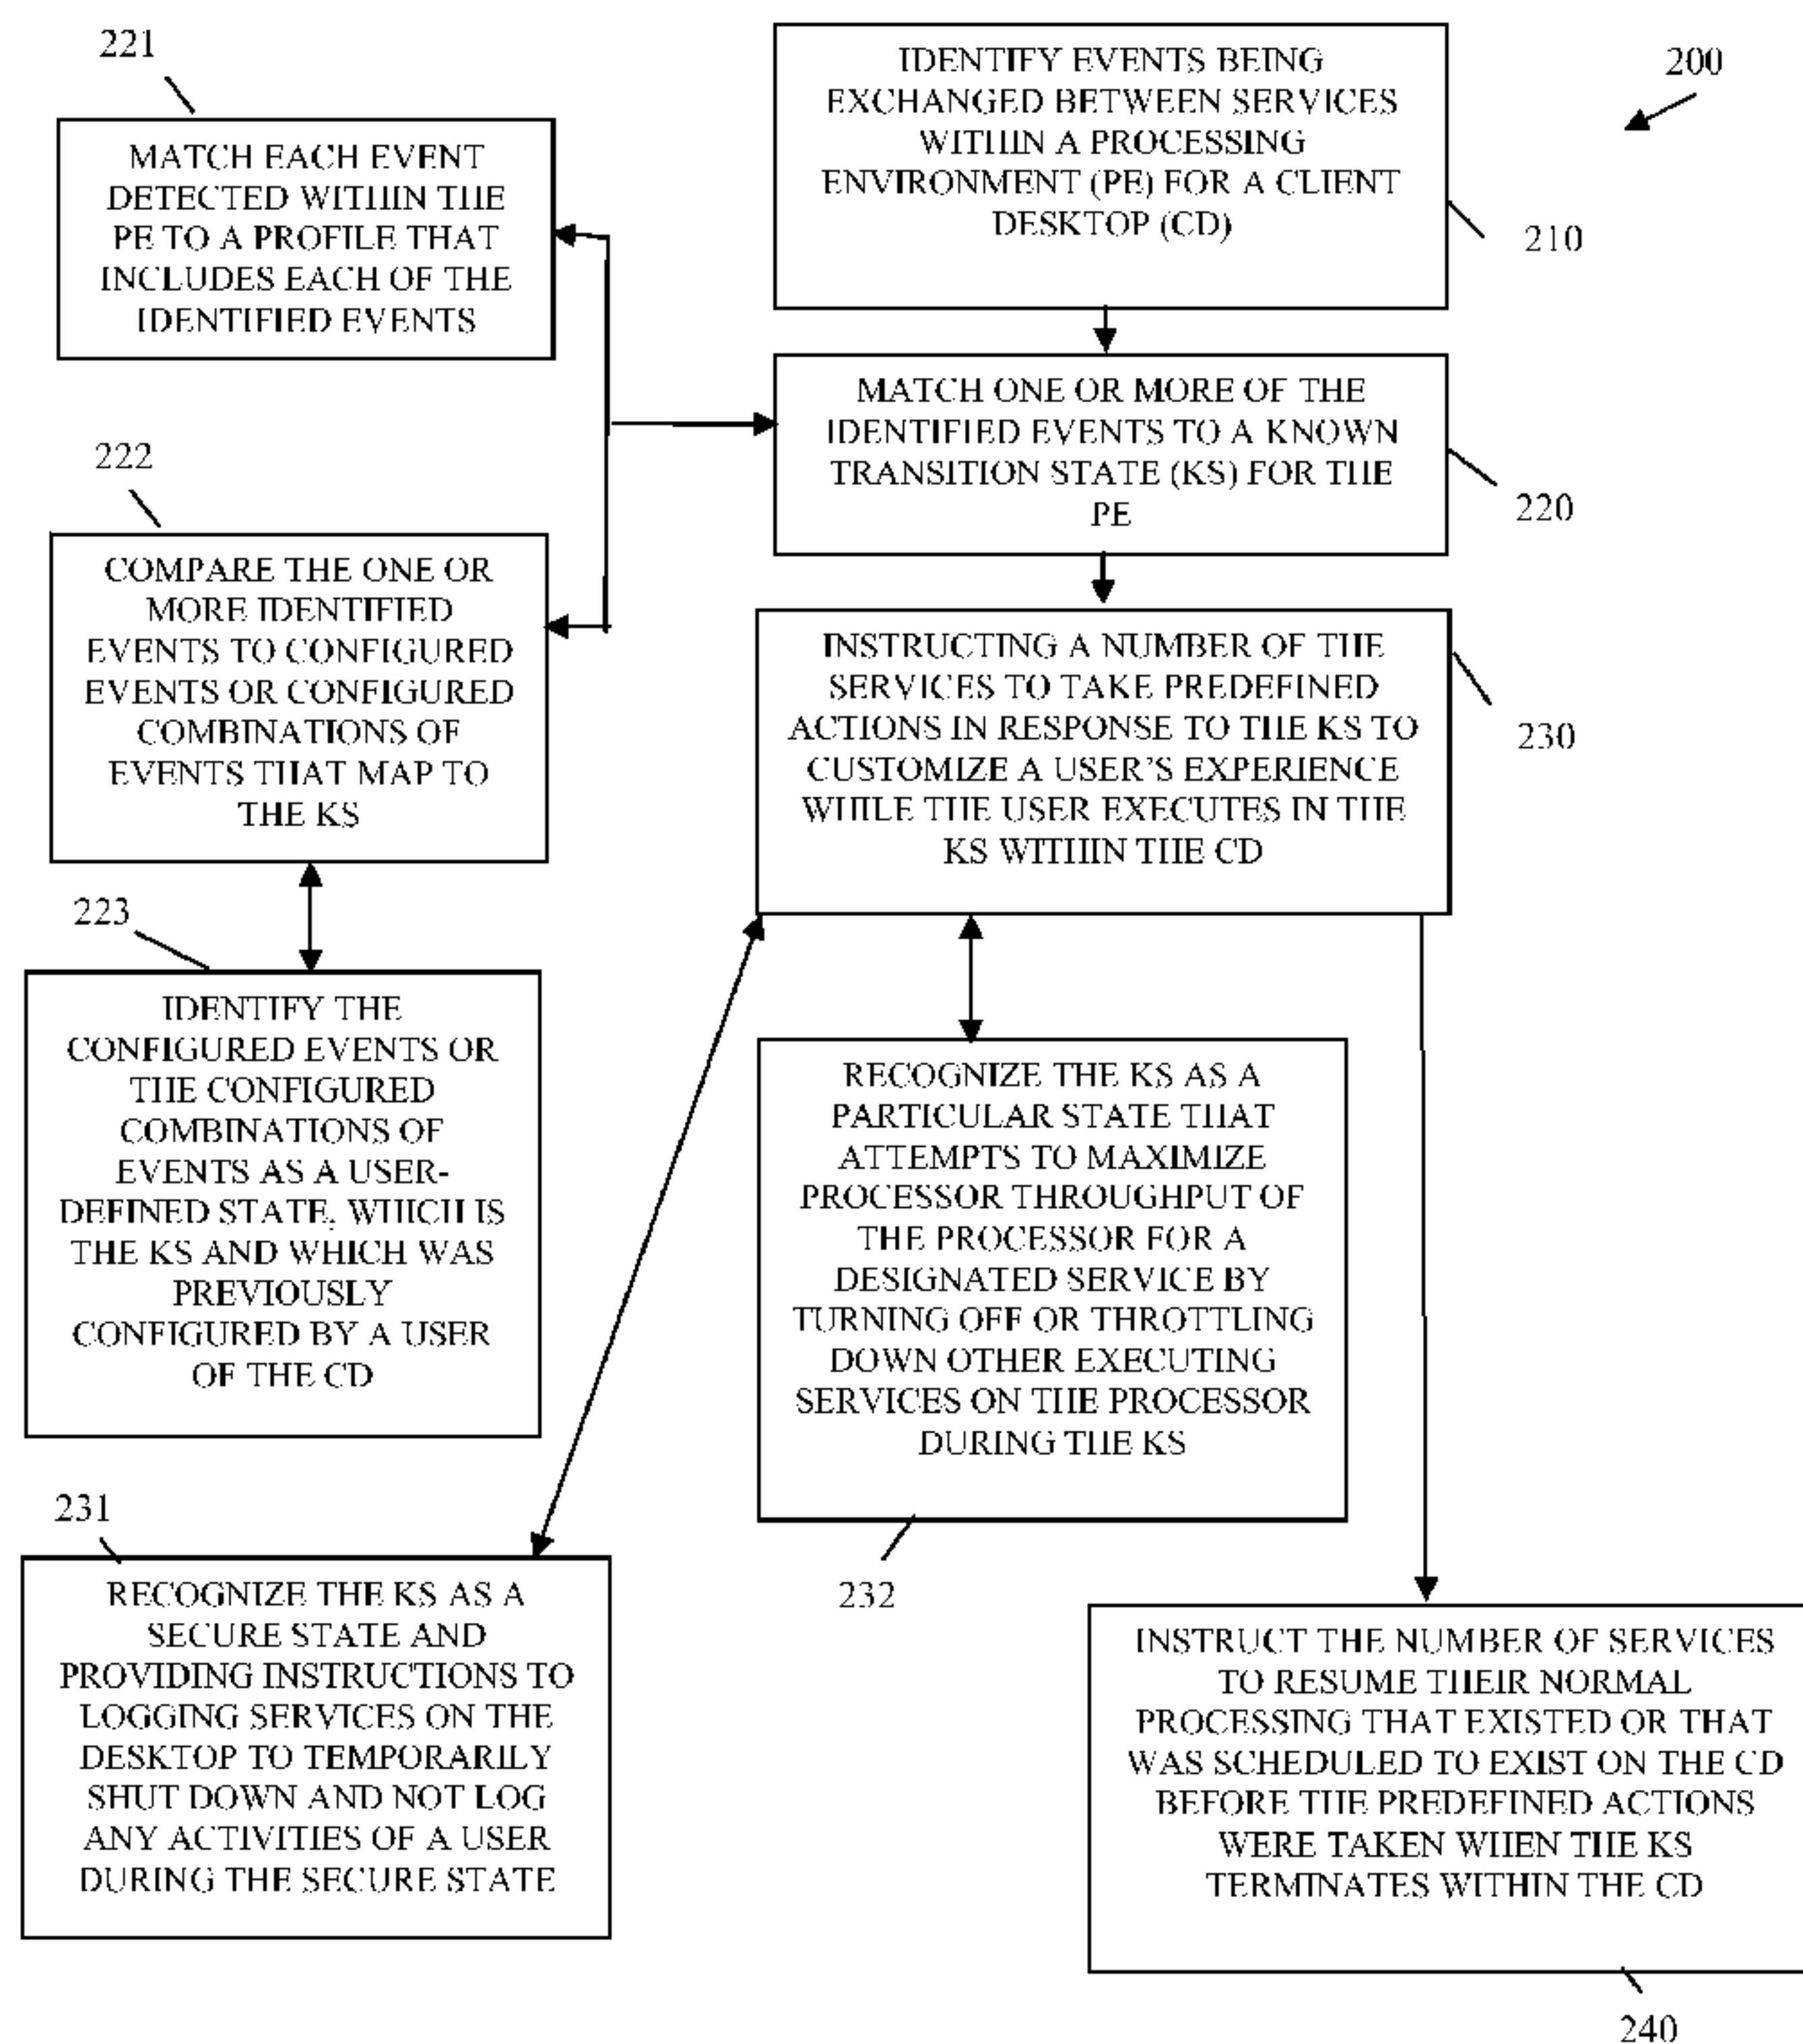 200
IDENTIFY EVENTS BEING
EXCHANGED BETWEEN SERVICES
WITHIN A PROCESSING
ENVIRONMENT (PE) FOR A CLIENT
DESKTOP (CD)
210
221
MATCH EACH EVENT
DETECTED WITHIN THE
PE TO A PROFILE THAT
INCLUDES EACH OF THE
IDENTIFIED EVENTS
MATCH ONE OR MORE OF THE
IDENTIFIED EVENTS TO A KNOWN
TRANSITION STATE (KS) FOR THE
PE
220
222
COMPARE THE ONE OR
MORE IDENTIFIED
EVENTS TO CONFIGURED
EVENTS OR CONFIGURED
COMBINATIONS OF
EVENTS THAT MAP TO
THE KS
INSTRUCTING A NUMBER OF THE
SERVICES TO TAKE PREDEFINED
ACTIONS IN RESPONSE TO THE KS TO
CUSTOMIZE A USER'S EXPERIENCE
WHILE THE USER EXECUTES IN THE
KS WITHIN THE CD
230
223
IDENTIFY THE
CONFIGURED EVENTS OR
THE CONFIGURED
COMBINATIONS OF
EVENTS AS A USER-
DEFINED STATE, WHICH IS
THE KS AND WHICH WAS
PREVIOUSLY
CONFIGURED BY A USER
OF THE CD
RECOGNIZE THE KS AS A
PARTICULAR STATE THAT
ATTEMPTS TO MAXIMIZE
PROCESSOR THROUGHPUT OF
THE PROCESSOR FOR A
DESIGNATED SERVICE BY
TURNING OFF OR THROTTLING
DOWN OTHER EXECUTING
SERVICES ON THE PROCESSOR
DURING THE KS
232
231
RECOGNIZE THE KS AS A
SECURE STATE AND
PROVIDING INSTRUCTIONS TO
LOGGING SERVICES ON THE
DESKTOP TO TEMPORARILY
SHUT DOWN AND NOT LOG
ANY ACTIVITIES OF A USER
DURING THE SECURE STATE
INSTRUCT THE NUMBER OF SERVICES
TO RESUME THEIR NORMAL
PROCESSING THAT EXISTED OR THAT
WAS SCHEDULED TO EXIST ON THE CD
BEFORE THE PREDEFINED ACTIONS
WERE TAKEN WHEN THE KS
TERMINATES WITHIN THE CD
240